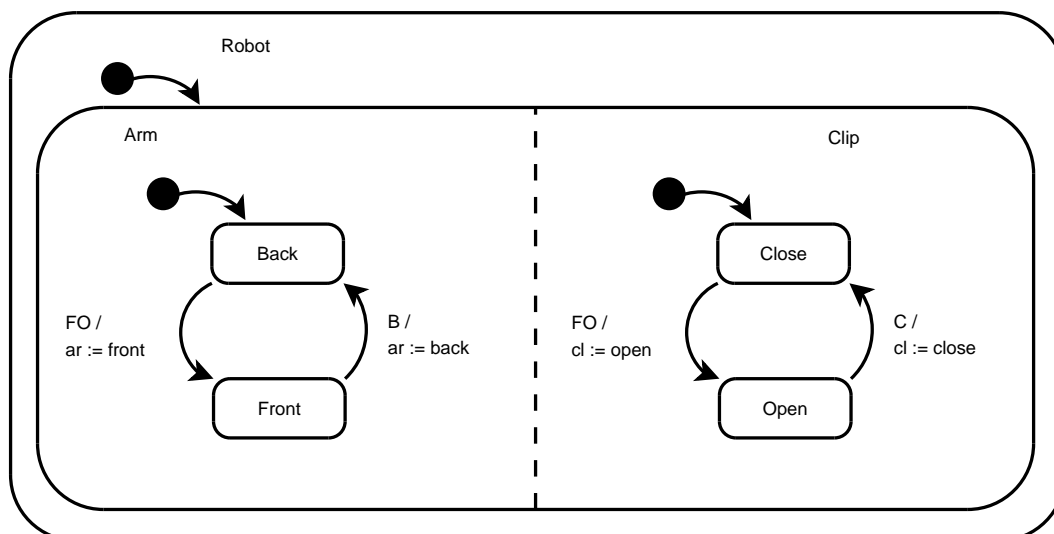 Robot
Arm
Clip
Back
Close
FO /
ar := front
B /
ar := back
FO /
cl := open
C /
cl := close
Front
Open